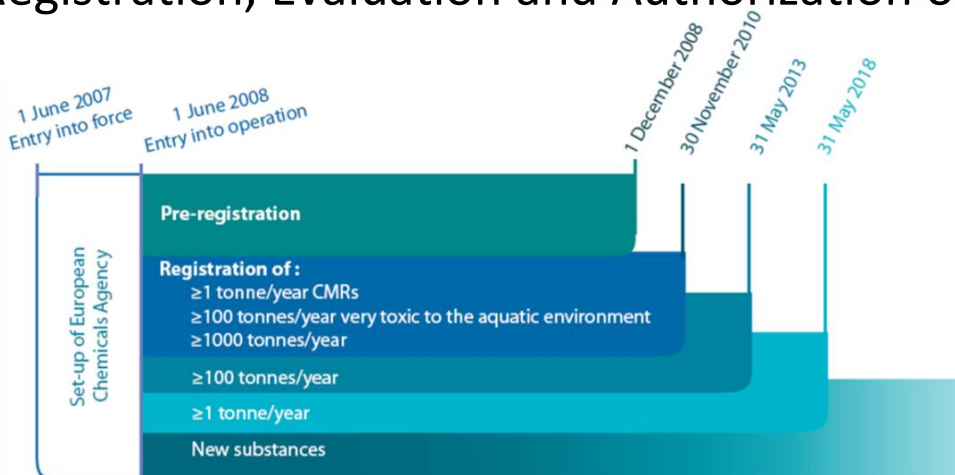 Registration, Evaluation and Authorization o
1 June 2007
Entry into force
1 June 2008
Entry into operation
1 December 2008
30 November 2010
31 May 2013
31 May 2018
Set-up of European
Chemicals Agency
Pre-registration
Registration of :
≥1 tonne/year CMRs
≥100 tonnes/year very toxic to the aquatic environment
≥1000 tonnes/year
≥100 tonnes/year
≥1 tonne/year
New substances